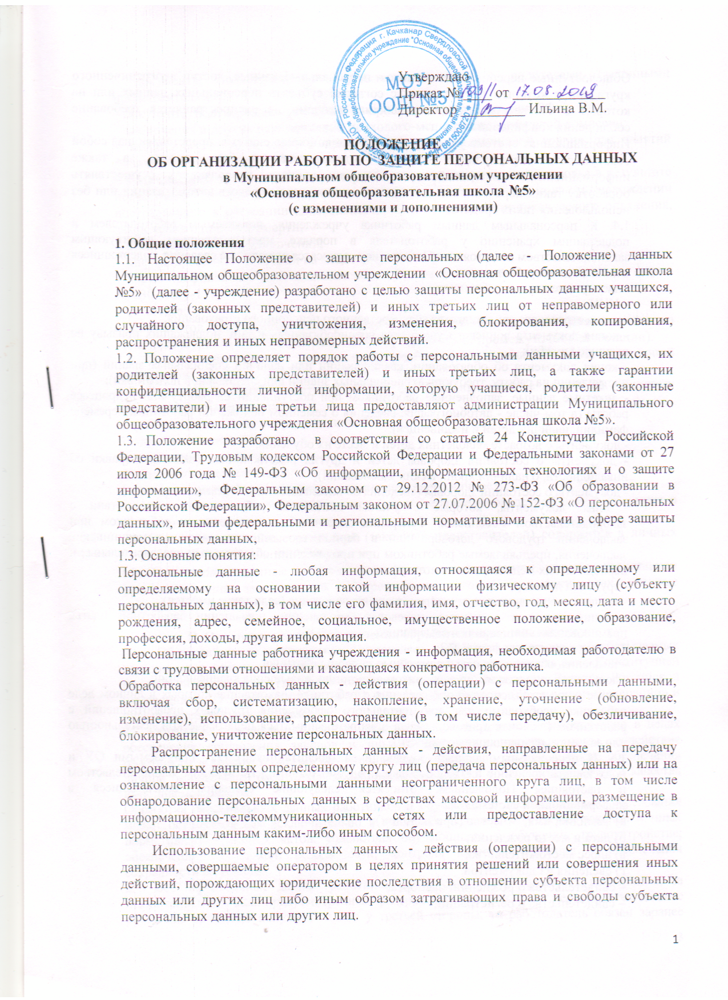 Российская Федерация г. Качканар Свердловской области
общеобразовательное учреждение "Основная общеобразовательная школа
МОУ
ООШ №5
ИНН 6615006720
Утверждаю
Приказ № 109/1 от 17.08.2019
Директор Ильина В.М.
ПОЛОЖЕНИЕ
ОБ ОРГАНИЗАЦИИ РАБОТЫ ПО ЗАЩИТЕ ПЕРСОНАЛЬНЫХ ДАННЫХ
в Муниципальном общеобразовательном учреждении
«Основная общеобразовательная школа №5»
(с изменениями и дополнениями)
1. Общие положения
1.1. Настоящее Положение о защите персональных (далее - Положение) данных
Муниципальном общеобразовательном учреждении «Основная общеобразовательная школа
№5» (далее - учреждение) разработано с целью защиты персональных данных учащихся,
родителей (законных представителей) и иных третьих лиц от неправомерного или
случайного доступа, уничтожения, изменения, блокирования, копирования,
распространения и иных неправомерных действий.
1.2. Положение определяет порядок работы с персональными данными учащихся, их
родителей (законных представителей) и иных третьих лиц, а также гарантии
конфиденциальности личной информации, которую учащиеся, родители (законные
представители) и иные третьи лица предоставляют администрации Муниципального
общеобразовательного учреждения «Основная общеобразовательная школа №5».
1.3. Положение разработано в соответствии со статьей 24 Конституции Российской
Федерации, Трудовым кодексом Российской Федерации и Федеральными законами от 27
июля 2006 года № 149-ФЗ «Об информации, информационных технологиях и о защите
информации», Федеральным законом от 29.12.2012 № 273-ФЗ «Об образовании в
Российской Федерации», Федеральным законом от 27.07.2006 № 152-ФЗ «О персональных
данных», иными федеральными и региональными нормативными актами в сфере защиты
персональных данных,
1.3. Основные понятия:
Персональные данные - любая информация, относящаяся к определенному или
определяемому на основании такой информации физическому лицу (субъекту
персональных данных), в том числе его фамилия, имя, отчество, год, месяц, дата и место
рождения, адрес, семейное, социальное, имущественное положение, образование,
профессия, доходы, другая информация.
Персональные данные работника учреждения - информация, необходимая работодателю в
связи с трудовыми отношениями и касающаяся конкретного работника.
Обработка персональных данных - действия (операции) с персональными данными,
включая сбор, систематизацию, накопление, хранение, уточнение (обновление,
изменение), использование, распространение (в том числе передачу), обезличивание,
блокирование, уничтожение персональных данных.
Распространение персональных данных - действия, направленные на передачу
персональных данных определенному кругу лиц (передача персональных данных) или на
ознакомление с персональными данными неограниченного круга лиц, в том числе
обнародование персональных данных в средствах массовой информации, размещение в
информационно-телекоммуникационных сетях или предоставление доступа к
персональным данным каким-либо иным способом.
Использование персональных данных - действия (операции) с персональными
данными, совершаемые оператором в целях принятия решений или совершения иных
действий, порождающих юридические последствия в отношении субъекта персональных
данных или других лиц либо иным образом затрагивающих права и свободы субъекта
персональных данных или других лиц.
1